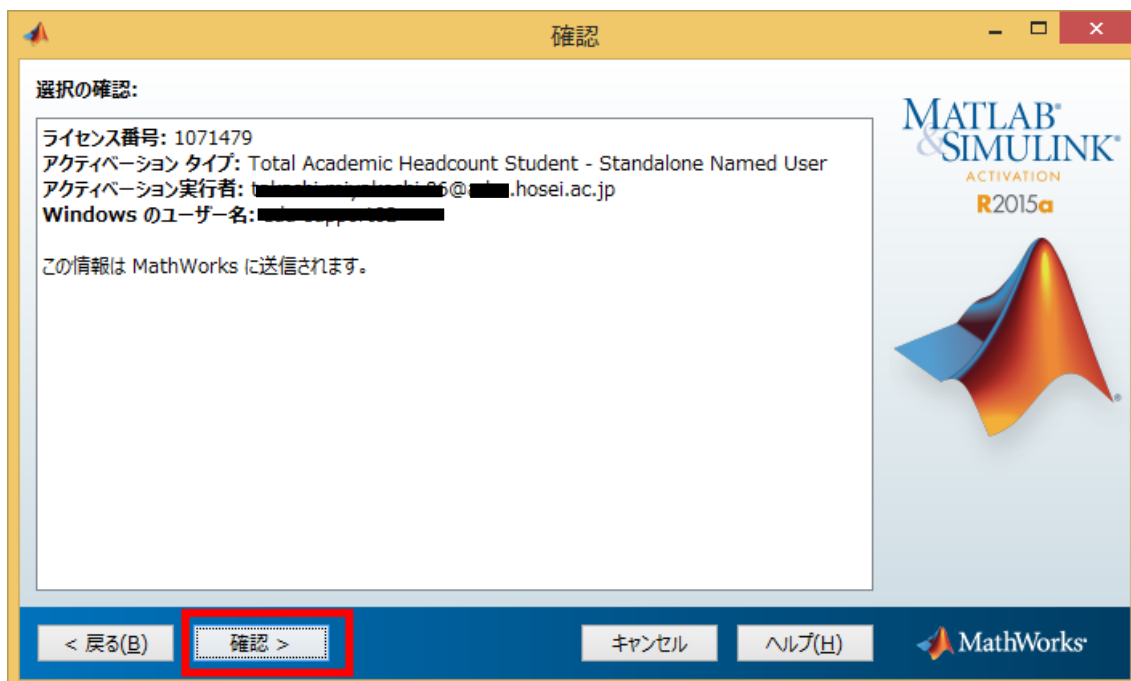 確認
選択の確認:
ライセンス番号: 1071479
アクティベーション タイプ: Total Academic Headcount Student - Standalone Named User
アクティベーション実行者: @.hosei.ac.jp
Windows のユーザー名:
この情報は MathWorks に送信されます。
MATLAB®
&SIMULINK®
ACTIVATION
R2015a
< 戻る(B)
確認 >
キャンセル
ヘルプ(H)
MathWorks®